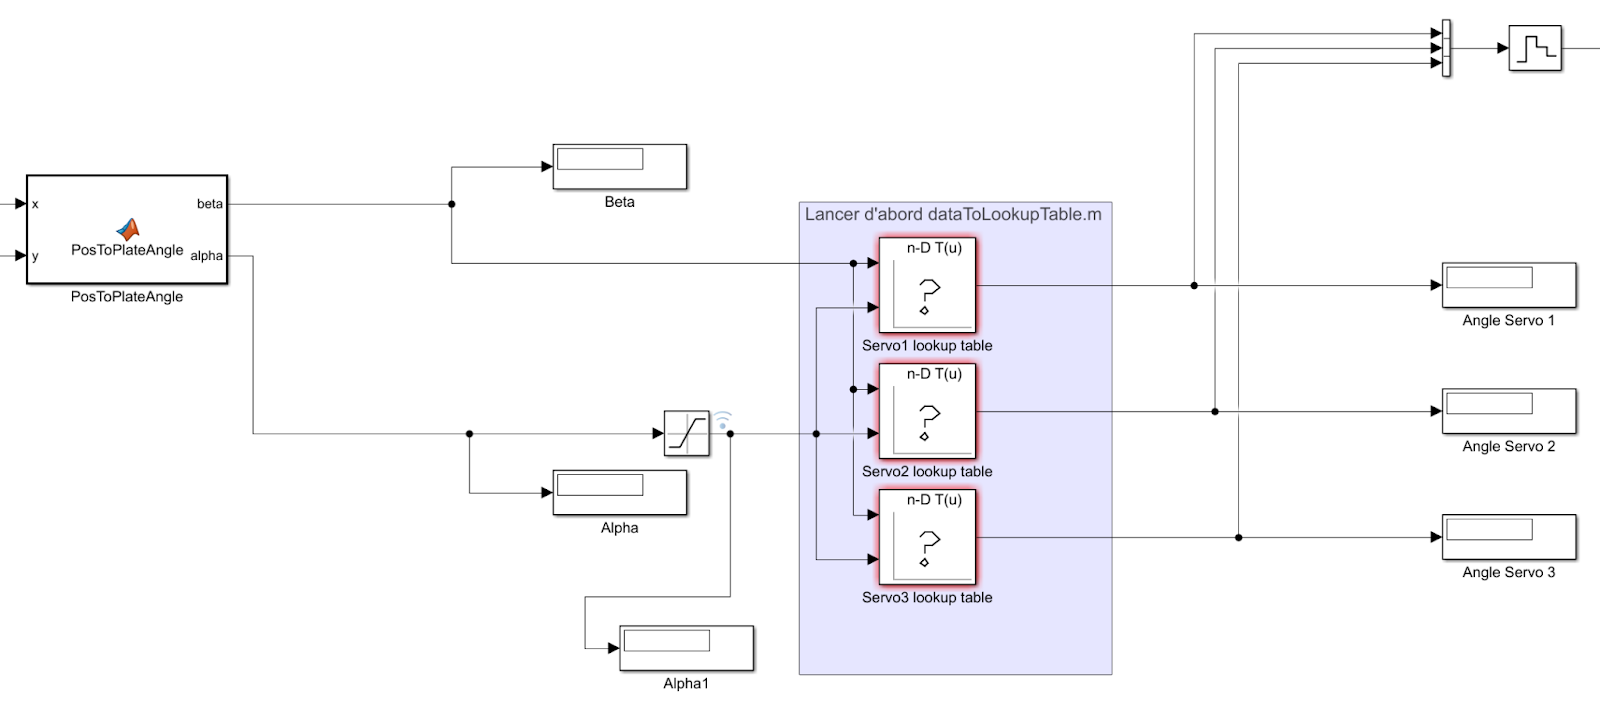 x
beta
PosToPlateAngle
y
alpha
PosToPlateAngle
Beta
Alpha
Alpha1
Lancer d'abord dataToLookupTable.m
n-D T(u)
Servo1 lookup table
n-D T(u)
Servo2 lookup table
n-D T(u)
Servo3 lookup table
Angle Servo 1
Angle Servo 2
Angle Servo 3